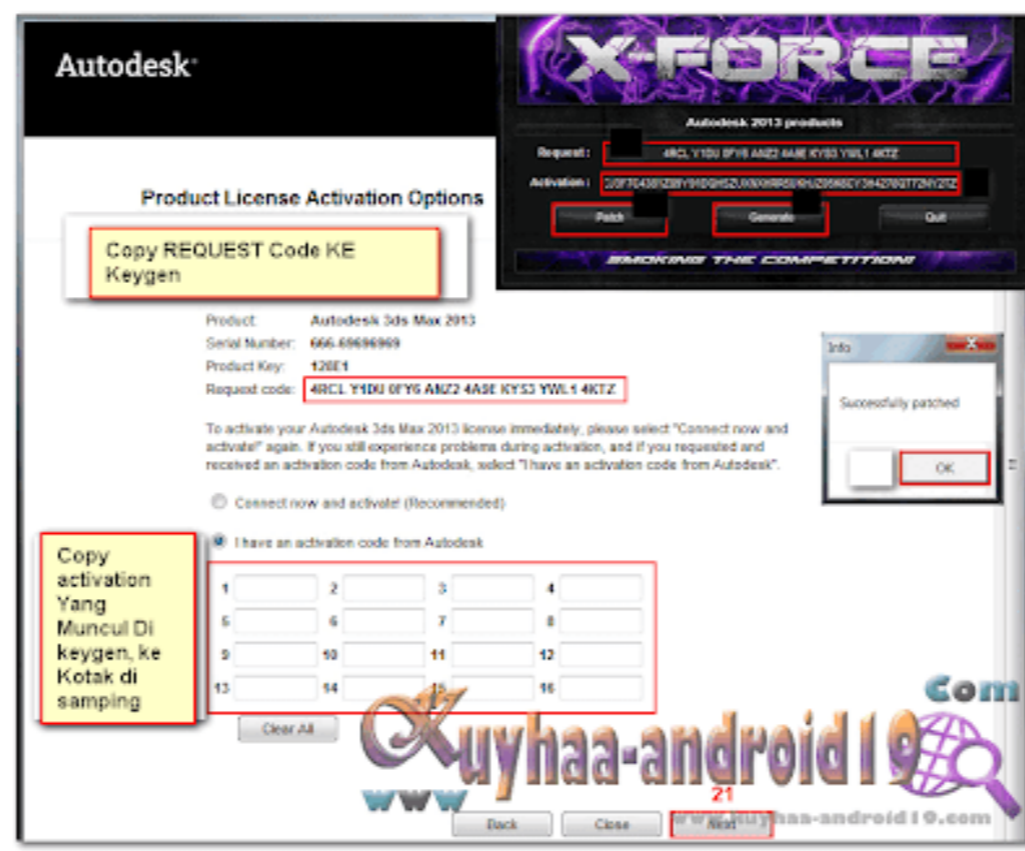 Autodesk
X-FORCE
Autodesk 2013 products
Request :
4RCL Y1DU 0FY6 ANZ2 4A9E KYS3 YWL1 4KTZ
Activation :
Patch
Generate
Quit
SMOKING THE COMPETITION!
Product License Activation Options
Copy REQUEST Code KE
Keygen
Product: Autodesk 3ds Max 2013
Serial Number: 666-69696969
Product Key: 128E1
Request code: 4RCL Y1DU 0FY6 ANZ2 4A9E KYS3 YWL1 4KTZ
Info
Successfully patched
OK
To activate your Autodesk 3ds Max 2013 license immediately, please select "Connect now and
activate!" again. If you still experience problems during activation, and if you requested and
received an activation code from Autodesk, select "I have an activation code from Autodesk".
Connect now and activate! (Recommended)
I have an activation code from Autodesk
Copy
activation
Yang
Muncul Di
keygen, ke
Kotak di
samping
1 2 3 4
5 6 7 8
9 10 11 12
13 14 15 16
Clear All
www Kuyhaa-android19 Com
21
Back
Close
Next
www.kuyhaa-android19.com